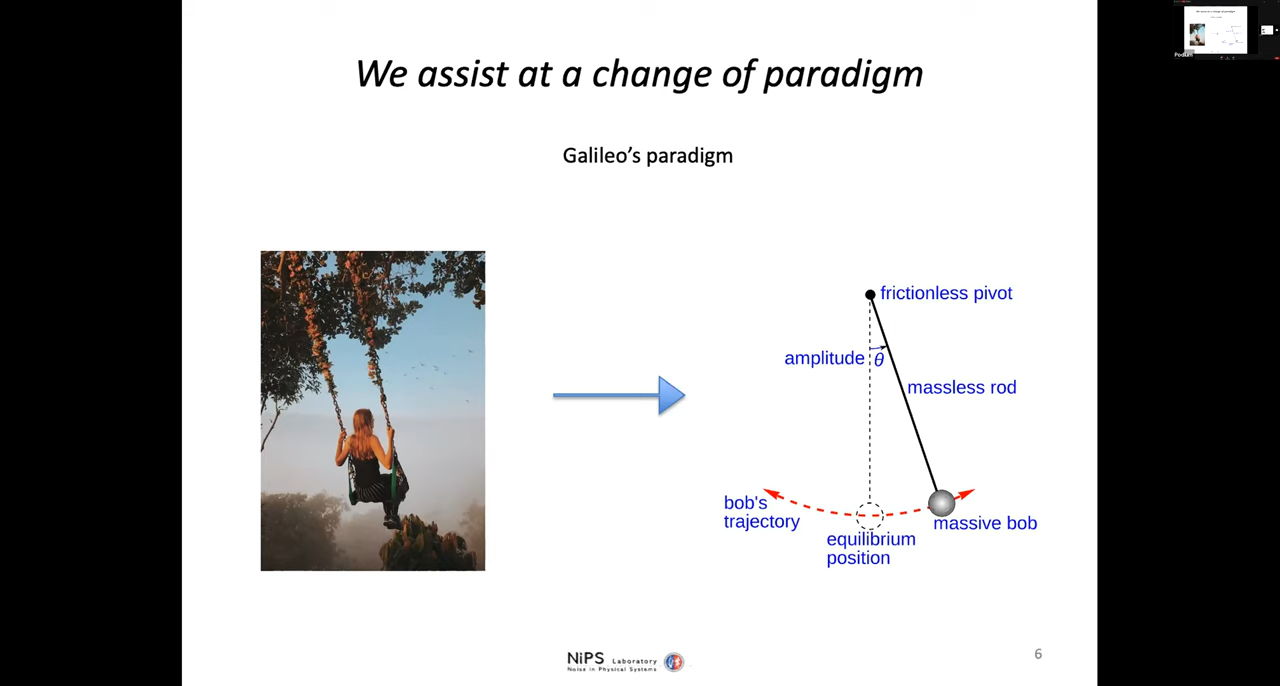 We assist at a change of paradigm
Galileo's paradigm
frictionless pivot
amplitude
θ
massless rod
bob's
trajectory
equilibrium
position
massive bob
NiPS Laboratory
Noise in Physical Systems
6
Podium